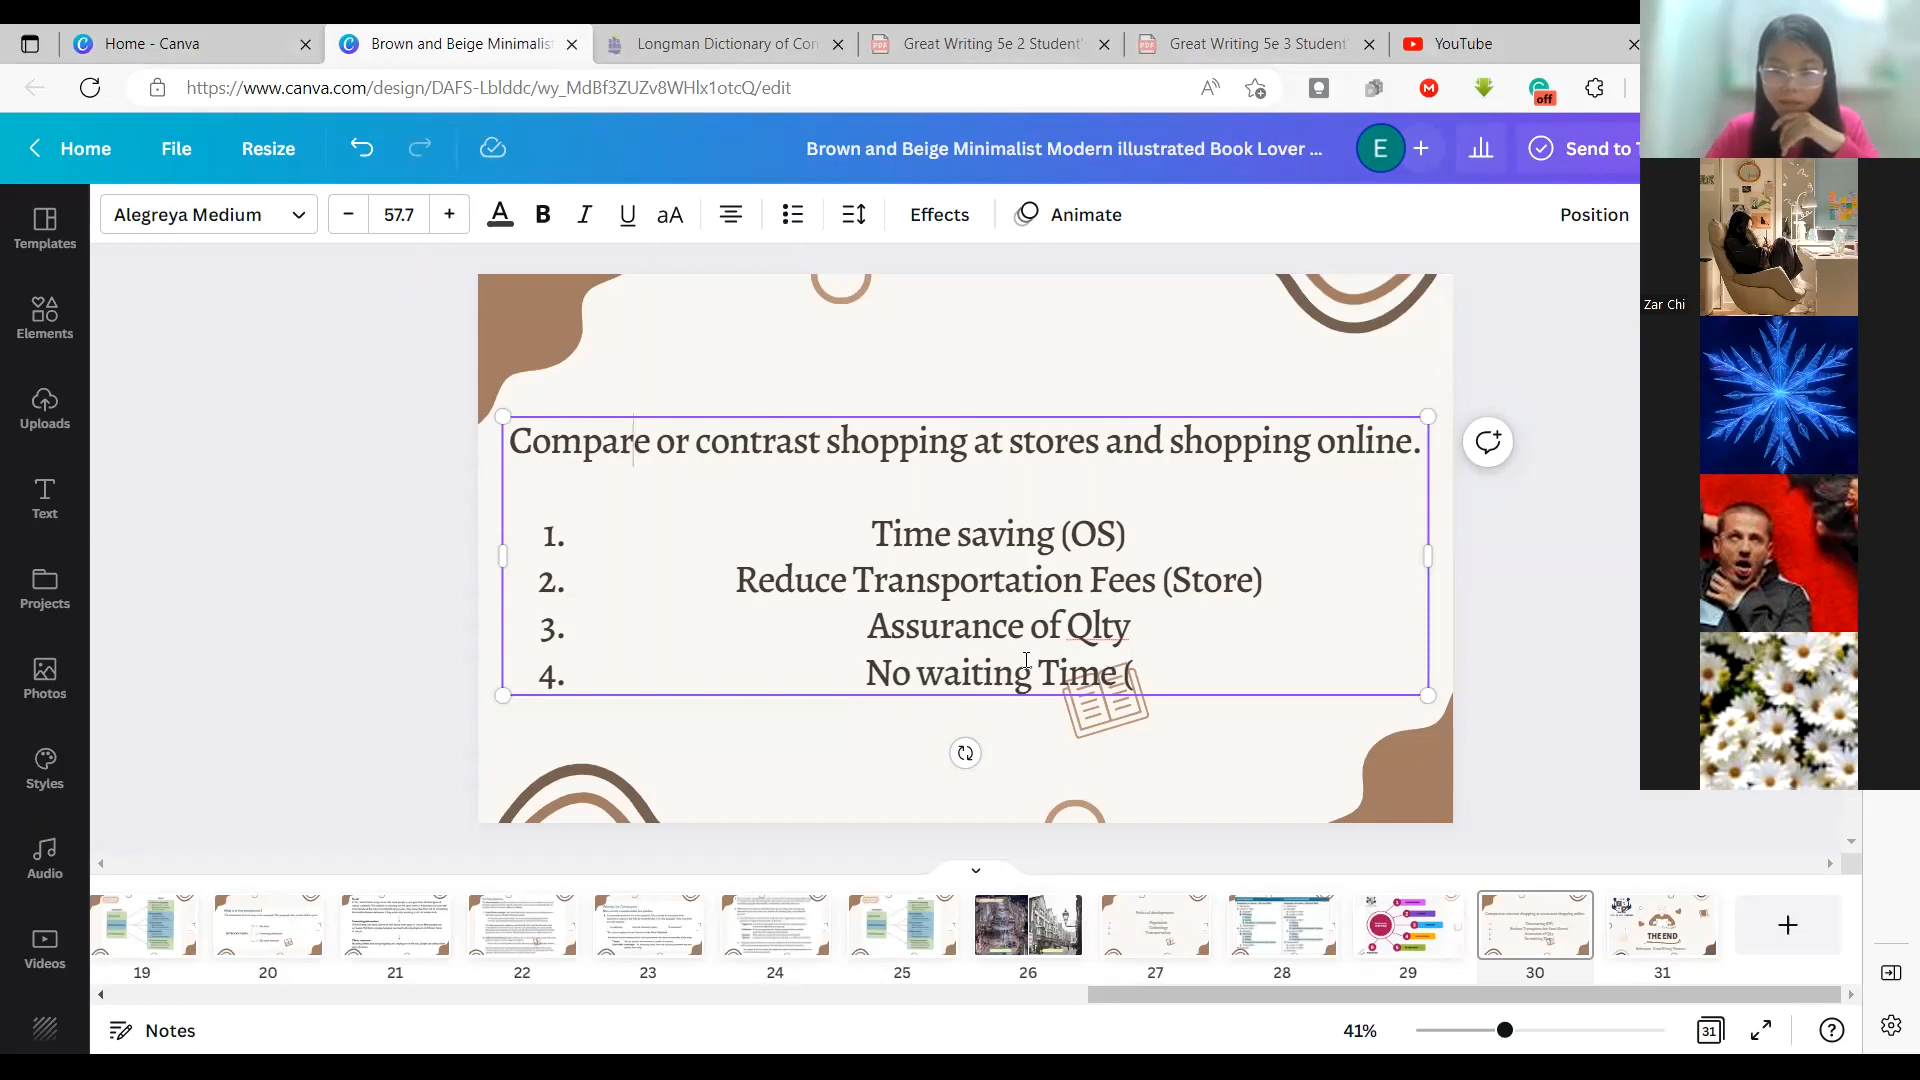 Home - Canva
Brown and Beige Minimalist
Longman Dictionary of Con
Great Writing 5e 2 Student'
Great Writing 5e 3 Student'
YouTube
https://www.canva.com/design/DAFS-Lblddc/wy_MdBf3ZUZv8WHlx1otcQ/edit
off
Home
File
Resize
Brown and Beige Minimalist Modern illustrated Book Lover ...
E
Send to
Alegreya Medium
57.7
B
I
U
aA
Effects
Animate
Position
Templates
Elements
Uploads
Text
Projects
Photos
Styles
Audio
Videos
Zar Chi
Compare or contrast shopping at stores and shopping online.
1. Time saving (OS)
2. Reduce Transportation Fees (Store)
3. Assurance of Qlty
4. No waiting Time (
THE END
19
20
21
22
23
24
25
26
27
28
29
30
31
Notes
41%
31